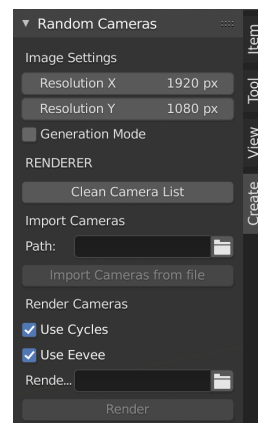 Random Cameras
Item
Image Settings
Resolution X 1920 px
Tool
Resolution Y 1080 px
Generation Mode
View
RENDERER
Clean Camera List
Create
Import Cameras
Path:
Import Cameras from file
Render Cameras
Use Cycles
Use Eevee
Rende...
Render